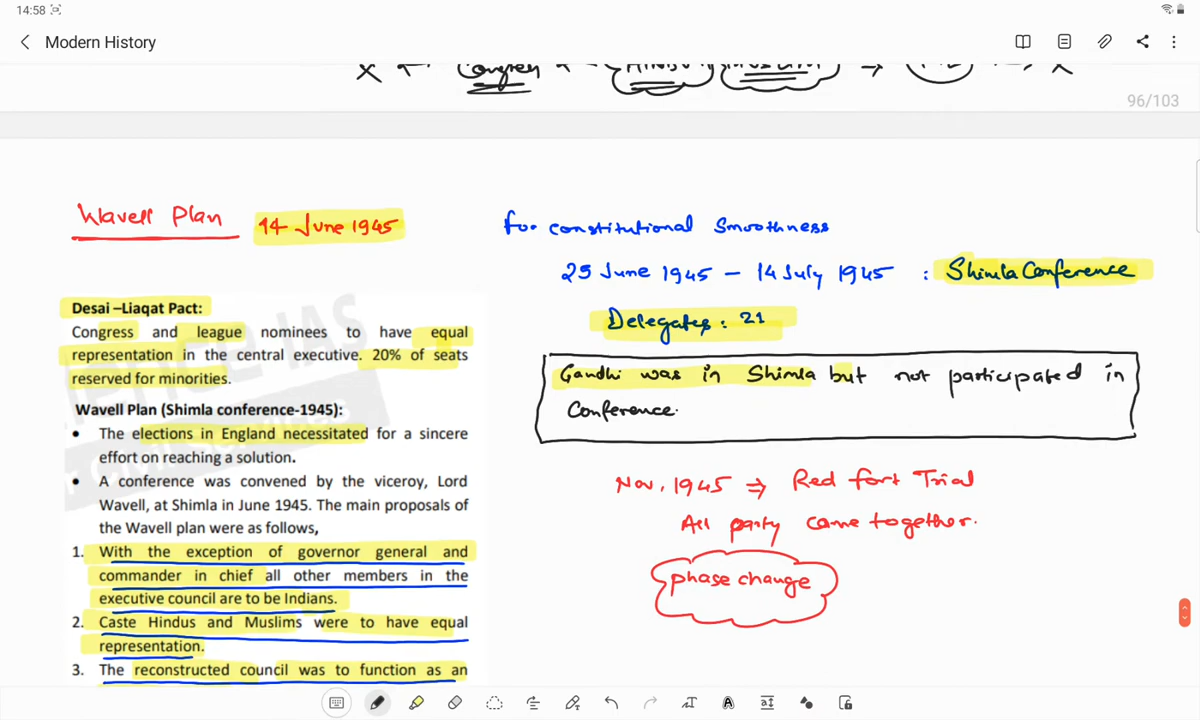 14:58
Modern History
Congress
96/103
Wavell Plan 14 June 1945
for constitutional Smoothness
25 June 1945 – 14 July 1945 : Shimla Conference
Delegates: 21
Gandhi was in Shimla but not participated in
Conference.
Nov, 1945 ⇒ Red fort Trial
All party came together.
phase change
Desai –Liaqat Pact:
Congress and league nominees to have equal
representation in the central executive. 20% of seats
reserved for minorities.
Wavell Plan (Shimla conference-1945):
• The elections in England necessitated for a sincere
effort on reaching a solution.
• A conference was convened by the viceroy, Lord
Wavell, at Shimla in June 1945. The main proposals of
the Wavell plan were as follows,
1. With the exception of governor general and
commander in chief all other members in the
executive council are to be Indians.
2. Caste Hindus and Muslims were to have equal
representation.
3. The reconstructed council was to function as an